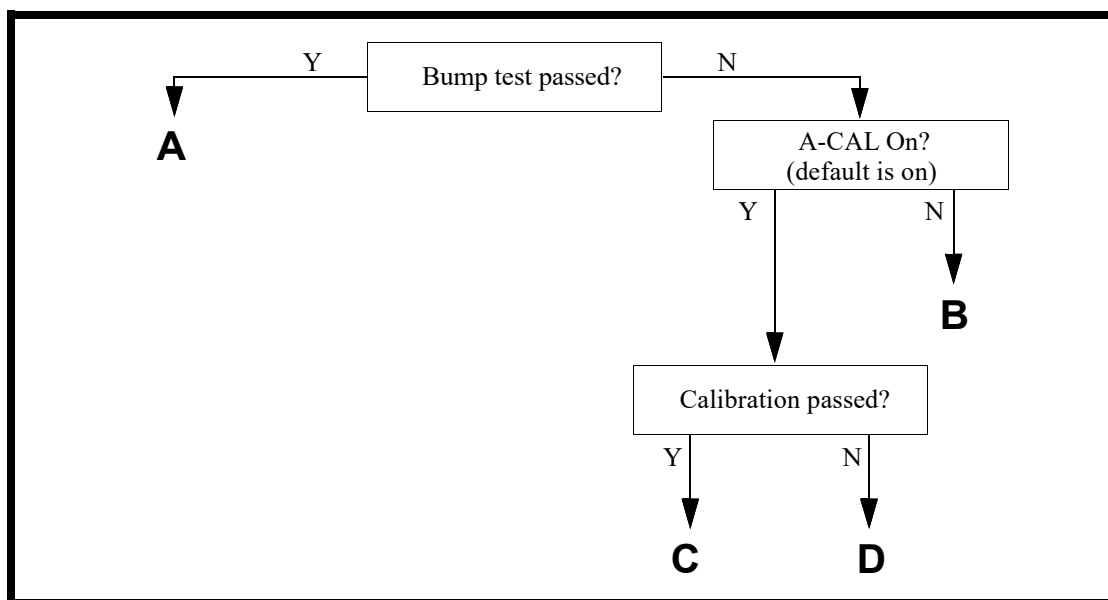 Y
Bump test passed?
N
A
A-CAL On?
(default is on)
Y
N
B
Calibration passed?
Y
N
C
D